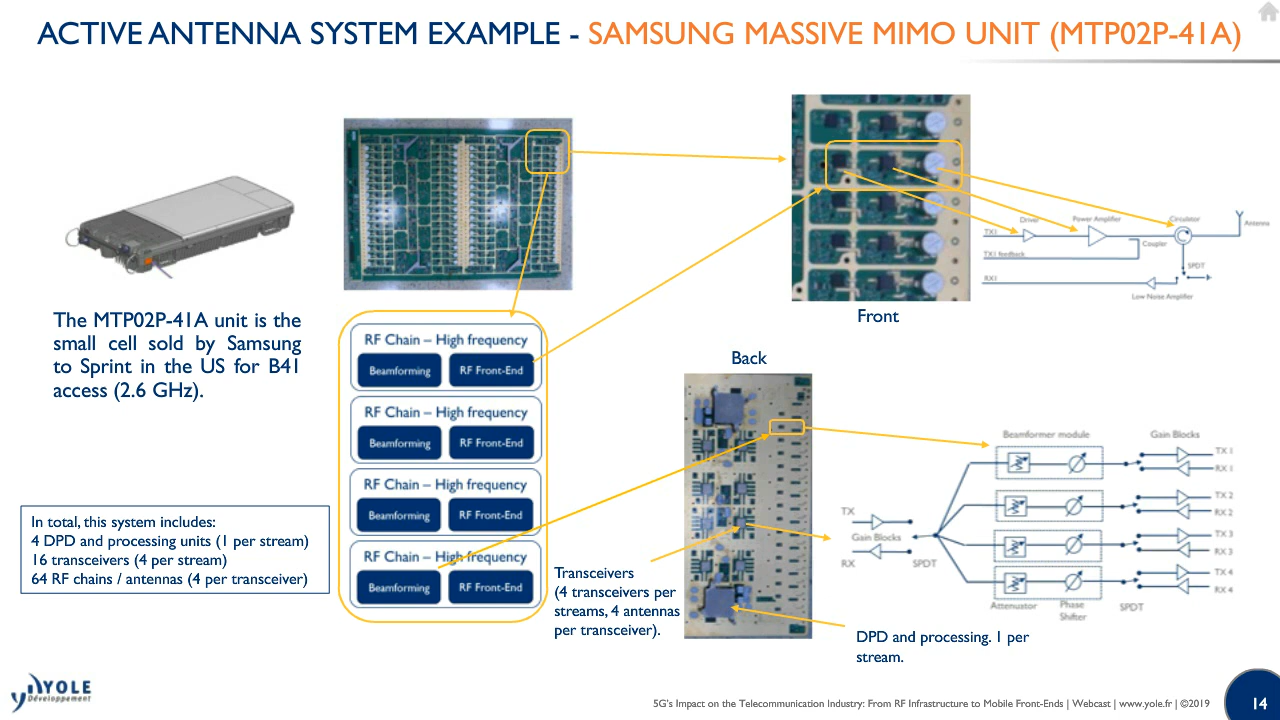 ACTIVE ANTENNA SYSTEM EXAMPLE - SAMSUNG MASSIVE MIMO UNIT (MTP02P-41A)
The MTP02P-41A unit is the
small cell sold by Samsung
to Sprint in the US for B41
access (2.6 GHz).
In total, this system includes:
4 DPD and processing units (1 per stream)
16 transceivers (4 per stream)
64 RF chains / antennas (4 per transceiver)
RF Chain – High frequency
Beamforming
RF Front-End
RF Chain – High frequency
Beamforming
RF Front-End
RF Chain – High frequency
Beamforming
RF Front-End
RF Chain – High frequency
Beamforming
RF Front-End
Front
Driver
Power Amplifier
Circulator
Antenna
TX1
Coupler
TX1 feedback
SPDT
RX1
Low Noise Amplifier
Back
Transceivers
(4 transceivers per
streams, 4 antennas
per transceiver).
DPD and processing. 1 per
stream.
Beamformer module
Gain Blocks
TX 1
RX 1
TX 2
RX 2
TX 3
RX 3
TX 4
RX 4
TX
Gain Blocks
RX
SPDT
Attenuator
Phase
Shifter
SPDT
YOLE
Développement
5G's Impact on the Telecommunication Industry: From RF Infrastructure to Mobile Front-Ends | Webcast | www.yole.fr | ©2019
14